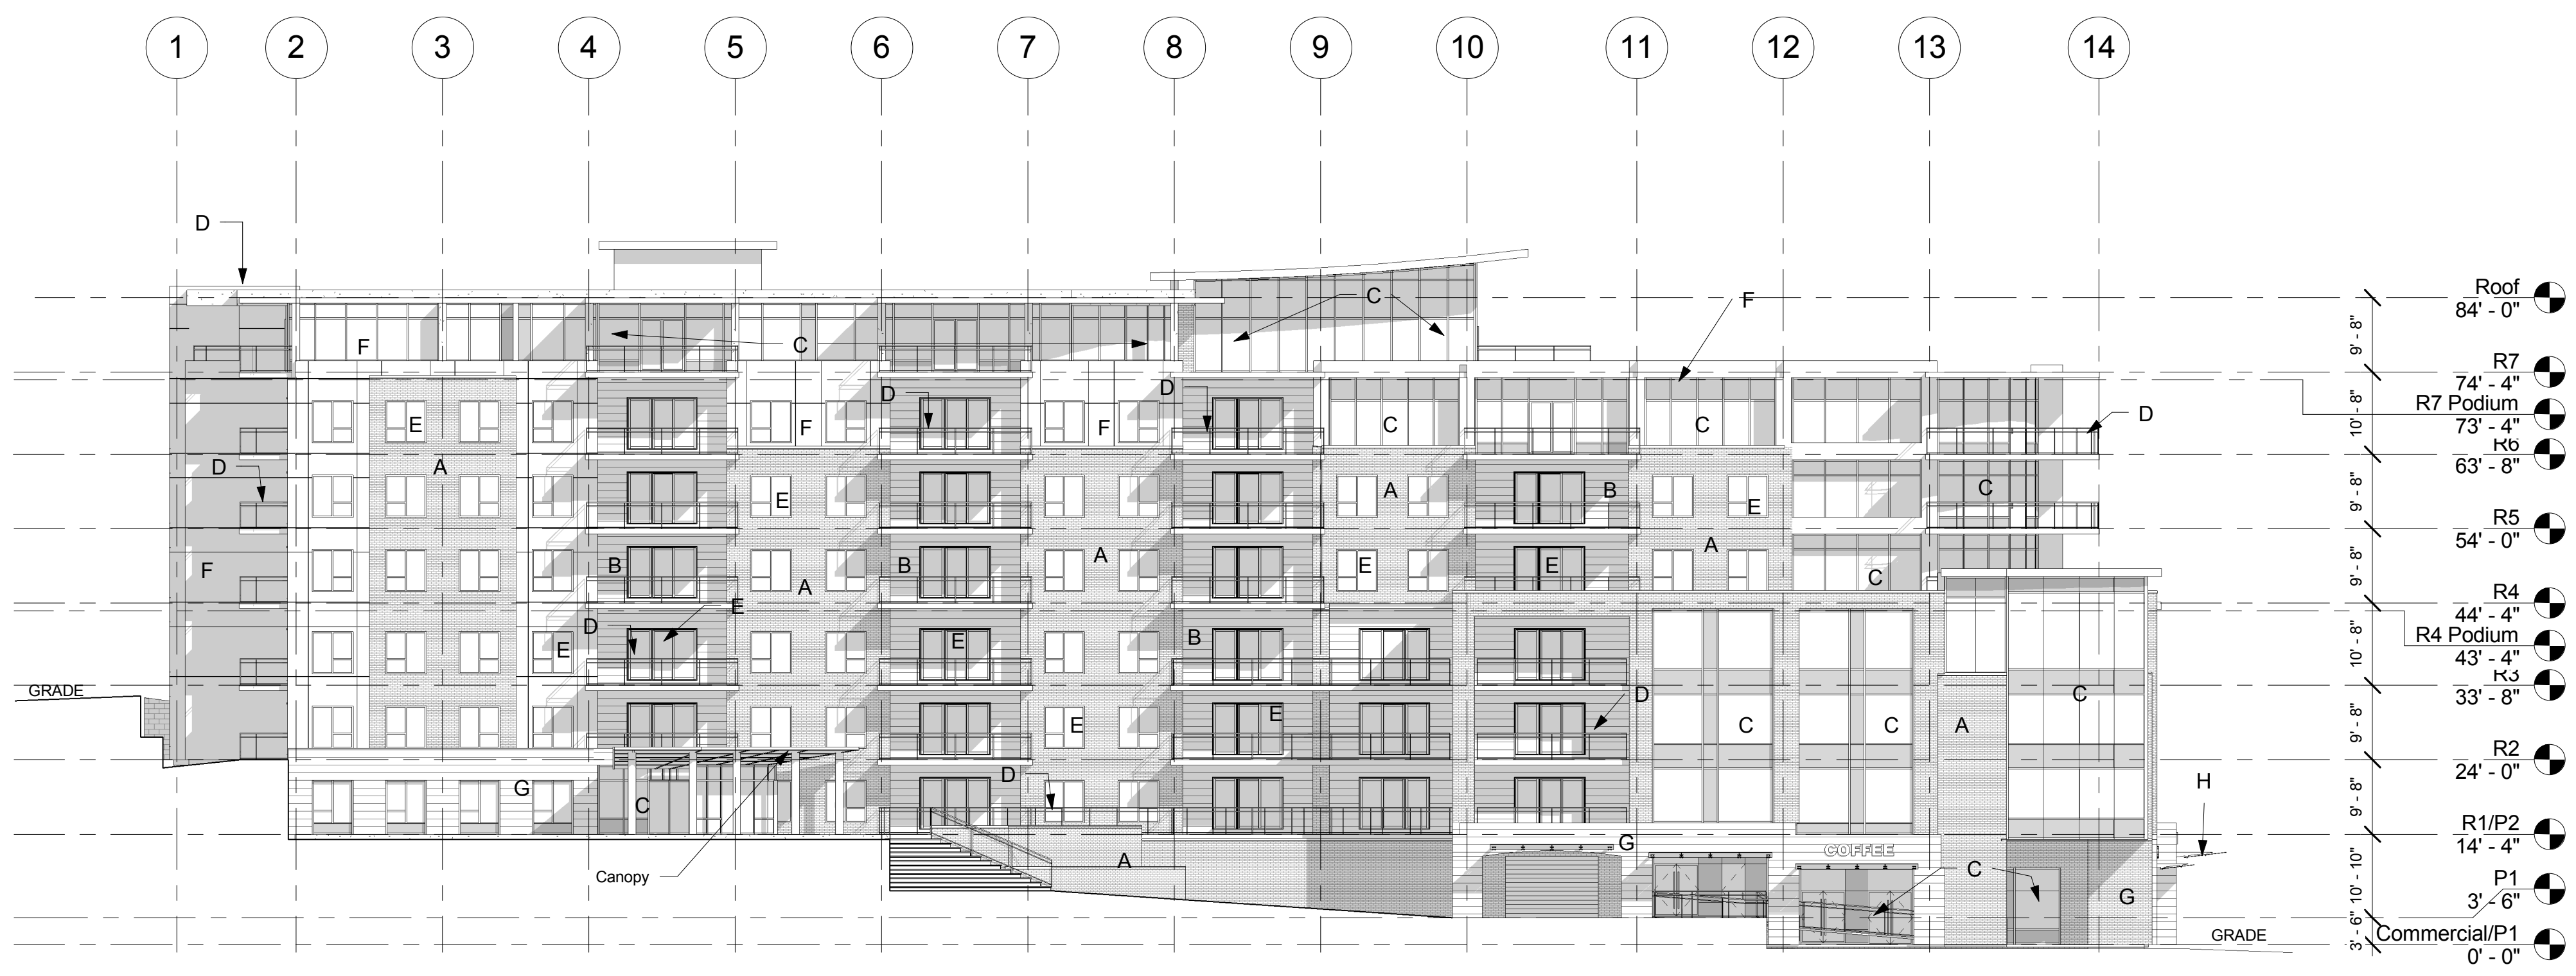 1 2 3 4 5 6 7 8 9 10 11 12 13 14
D
Roof
84' - 0"
C
F
9' - 8"
F
C
R7
74' - 4"
D
D
R7 Podium
73' - 4"
10' - 8"
E
F
F
C
C
D
R6
63' - 8"
A
D
E
A
B
E
C
9' - 8"
R5
54' - 0"
F
B
A
B
A
E
E
A
C
9' - 8"
R4
44' - 4"
E
D
E
E
B
R4 Podium
43' - 4"
10' - 8"
GRADE
R3
33' - 8"
D
C
E
E
C
C
A
9' - 8"
R2
24' - 0"
G
C
D
H
9' - 8"
R1/P2
14' - 4"
Canopy
A
G
COFFEE
C
G
10' - 10"
P1
3' - 6"
GRADE
3' - 6"
Commercial/P1
0' - 0"